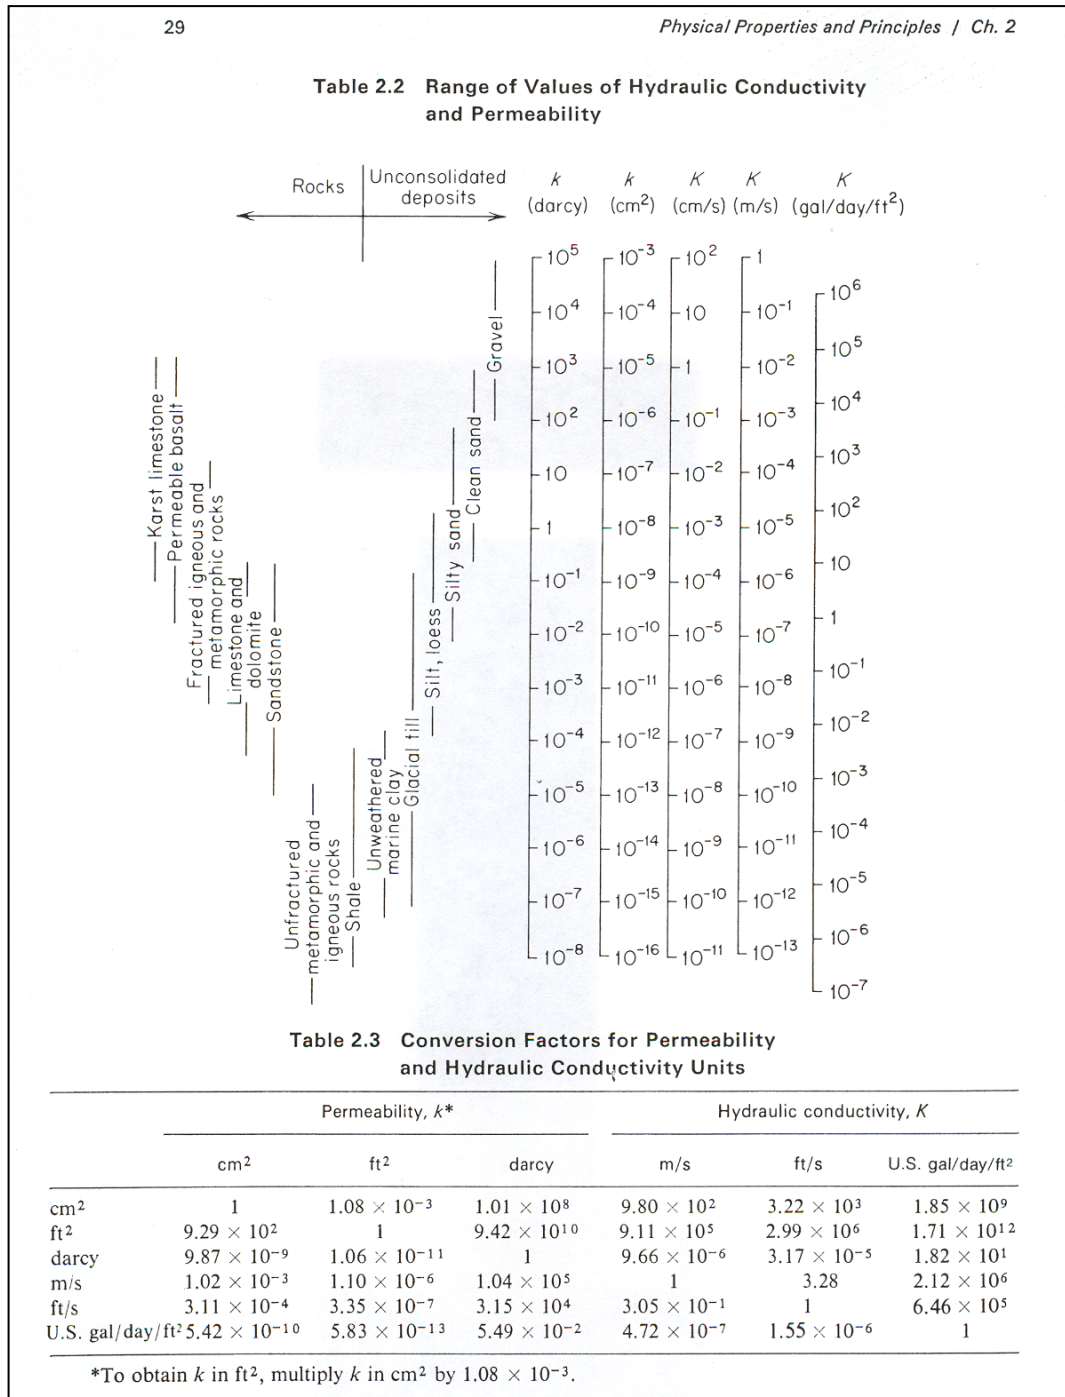 29 Physical Properties and Principles / Ch. 2
Table 2.2 Range of Values of Hydraulic Conductivity
and Permeability
Rocks
Unconsolidated
deposits
k
(darcy)
k
(cm²)
K
(cm/s)
K
(m/s)
K
(gal/day/ft²)
Karst limestone
Permeable basalt
Fractured igneous and
metamorphic rocks
Limestone and
dolomite
Sandstone
Unfractured
metamorphic and
igneous rocks
Shale
Unweathered
marine clay
Glacial till
Silt, loess
Silty sand
Clean sand
Gravel
10⁵ 10⁻³ 10² 1
10⁶
10⁴ 10⁻⁴ 10 10⁻¹
10⁵
10³ 10⁻⁵ 1 10⁻²
10⁴
10² 10⁻⁶ 10⁻¹ 10⁻³
10³
10 10⁻⁷ 10⁻² 10⁻⁴
10²
1 10⁻⁸ 10⁻³ 10⁻⁵
10
10⁻¹ 10⁻⁹ 10⁻⁴ 10⁻⁶
1
10⁻² 10⁻¹⁰ 10⁻⁵ 10⁻⁷
10⁻¹
10⁻³ 10⁻¹¹ 10⁻⁶ 10⁻⁸
10⁻²
10⁻⁴ 10⁻¹² 10⁻⁷ 10⁻⁹
10⁻³
10⁻⁵ 10⁻¹³ 10⁻⁸ 10⁻¹⁰
10⁻⁴
10⁻⁶ 10⁻¹⁴ 10⁻⁹ 10⁻¹¹
10⁻⁵
10⁻⁷ 10⁻¹⁵ 10⁻¹⁰ 10⁻¹²
10⁻⁶
10⁻⁸ 10⁻¹⁶ 10⁻¹¹ 10⁻¹³
10⁻⁷
Table 2.3 Conversion Factors for Permeability
and Hydraulic Conductivity Units
Permeability, k* Hydraulic conductivity, K
cm² ft² darcy m/s ft/s U.S. gal/day/ft²
cm² 1 1.08 × 10⁻³ 1.01 × 10⁸ 9.80 × 10² 3.22 × 10³ 1.85 × 10⁹
ft² 9.29 × 10² 1 9.42 × 10¹⁰ 9.11 × 10⁵ 2.99 × 10⁶ 1.71 × 10¹²
darcy 9.87 × 10⁻⁹ 1.06 × 10⁻¹¹ 1 9.66 × 10⁻⁶ 3.17 × 10⁻⁵ 1.82 × 10¹
m/s 1.02 × 10⁻³ 1.10 × 10⁻⁶ 1.04 × 10⁵ 1 3.28 2.12 × 10⁶
ft/s 3.11 × 10⁻⁴ 3.35 × 10⁻⁷ 3.15 × 10⁴ 3.05 × 10⁻¹ 1 6.46 × 10⁵
U.S. gal/day/ft² 5.42 × 10⁻¹⁰ 5.83 × 10⁻¹³ 5.49 × 10⁻² 4.72 × 10⁻⁷ 1.55 × 10⁻⁶ 1
*To obtain k in ft², multiply k in cm² by 1.08 × 10⁻³.